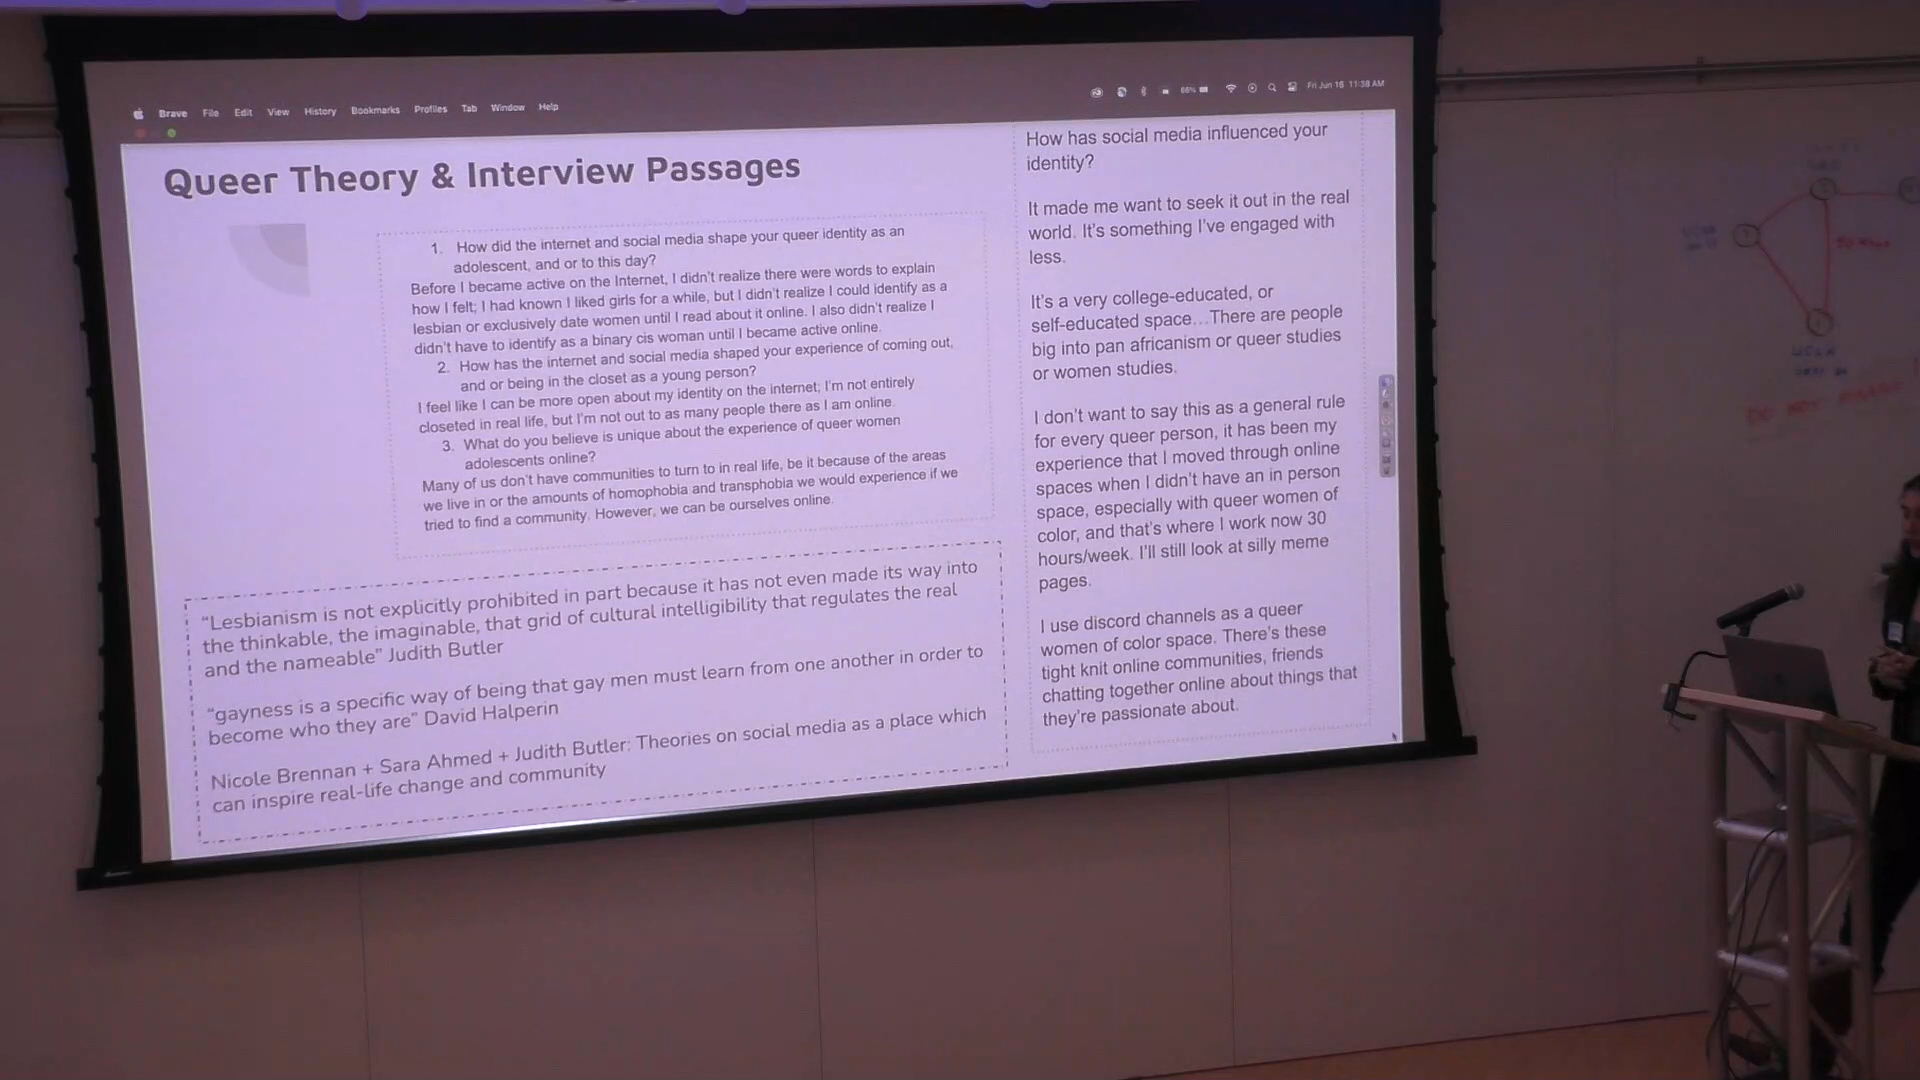 Brave File Edit View History Bookmarks Profiles Tab Window Help
66% Fri Jun 16 11:38 AM
Queer Theory & Interview Passages
1. How did the internet and social media shape your queer identity as an
adolescent, and or to this day?
Before I became active on the Internet, I didn't realize there were words to explain
how I felt; I had known I liked girls for a while, but I didn't realize I could identify as a
lesbian or exclusively date women until I read about it online. I also didn't realize I
didn't have to identify as a binary cis woman until I became active online.
2. How has the internet and social media shaped your experience of coming out,
and or being in the closet as a young person?
I feel like I can be more open about my identity on the internet; I'm not entirely
closeted in real life, but I'm not out to as many people there as I am online.
3. What do you believe is unique about the experience of queer women
adolescents online?
Many of us don't have communities to turn to in real life, be it because of the areas
we live in or the amounts of homophobia and transphobia we would experience if we
tried to find a community. However, we can be ourselves online.
"Lesbianism is not explicitly prohibited in part because it has not even made its way into
the thinkable, the imaginable, that grid of cultural intelligibility that regulates the real
and the nameable" Judith Butler
"gayness is a specific way of being that gay men must learn from one another in order to
become who they are" David Halperin
Nicole Brennan + Sara Ahmed + Judith Butler: Theories on social media as a place which
can inspire real-life change and community
How has social media influenced your
identity?
It made me want to seek it out in the real
world. It's something I've engaged with
less.
It's a very college-educated, or
self-educated space...There are people
big into pan africanism or queer studies
or women studies.
I don't want to say this as a general rule
for every queer person, it has been my
experience that I moved through online
spaces when I didn't have an in person
space, especially with queer women of
color, and that's where I work now 30
hours/week. I'll still look at silly meme
pages.
I use discord channels as a queer
women of color space. There's these
tight knit online communities, friends
chatting together online about things that
they're passionate about.
DO NOT